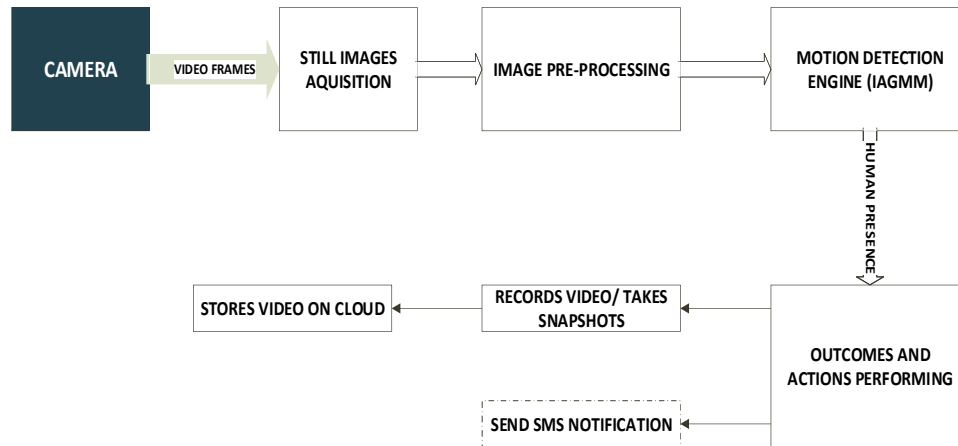 CAMERA
VIDEO FRAMES
STILL IMAGES
AQUISITION
IMAGE PRE-PROCESSING
MOTION DETECTION
ENGINE (IAGMM)
HUMAN PRESENCE
STORES VIDEO ON CLOUD
RECORDS VIDEO/ TAKES
SNAPSHOTS
OUTCOMES AND
ACTIONS PERFORMING
SEND SMS NOTIFICATION